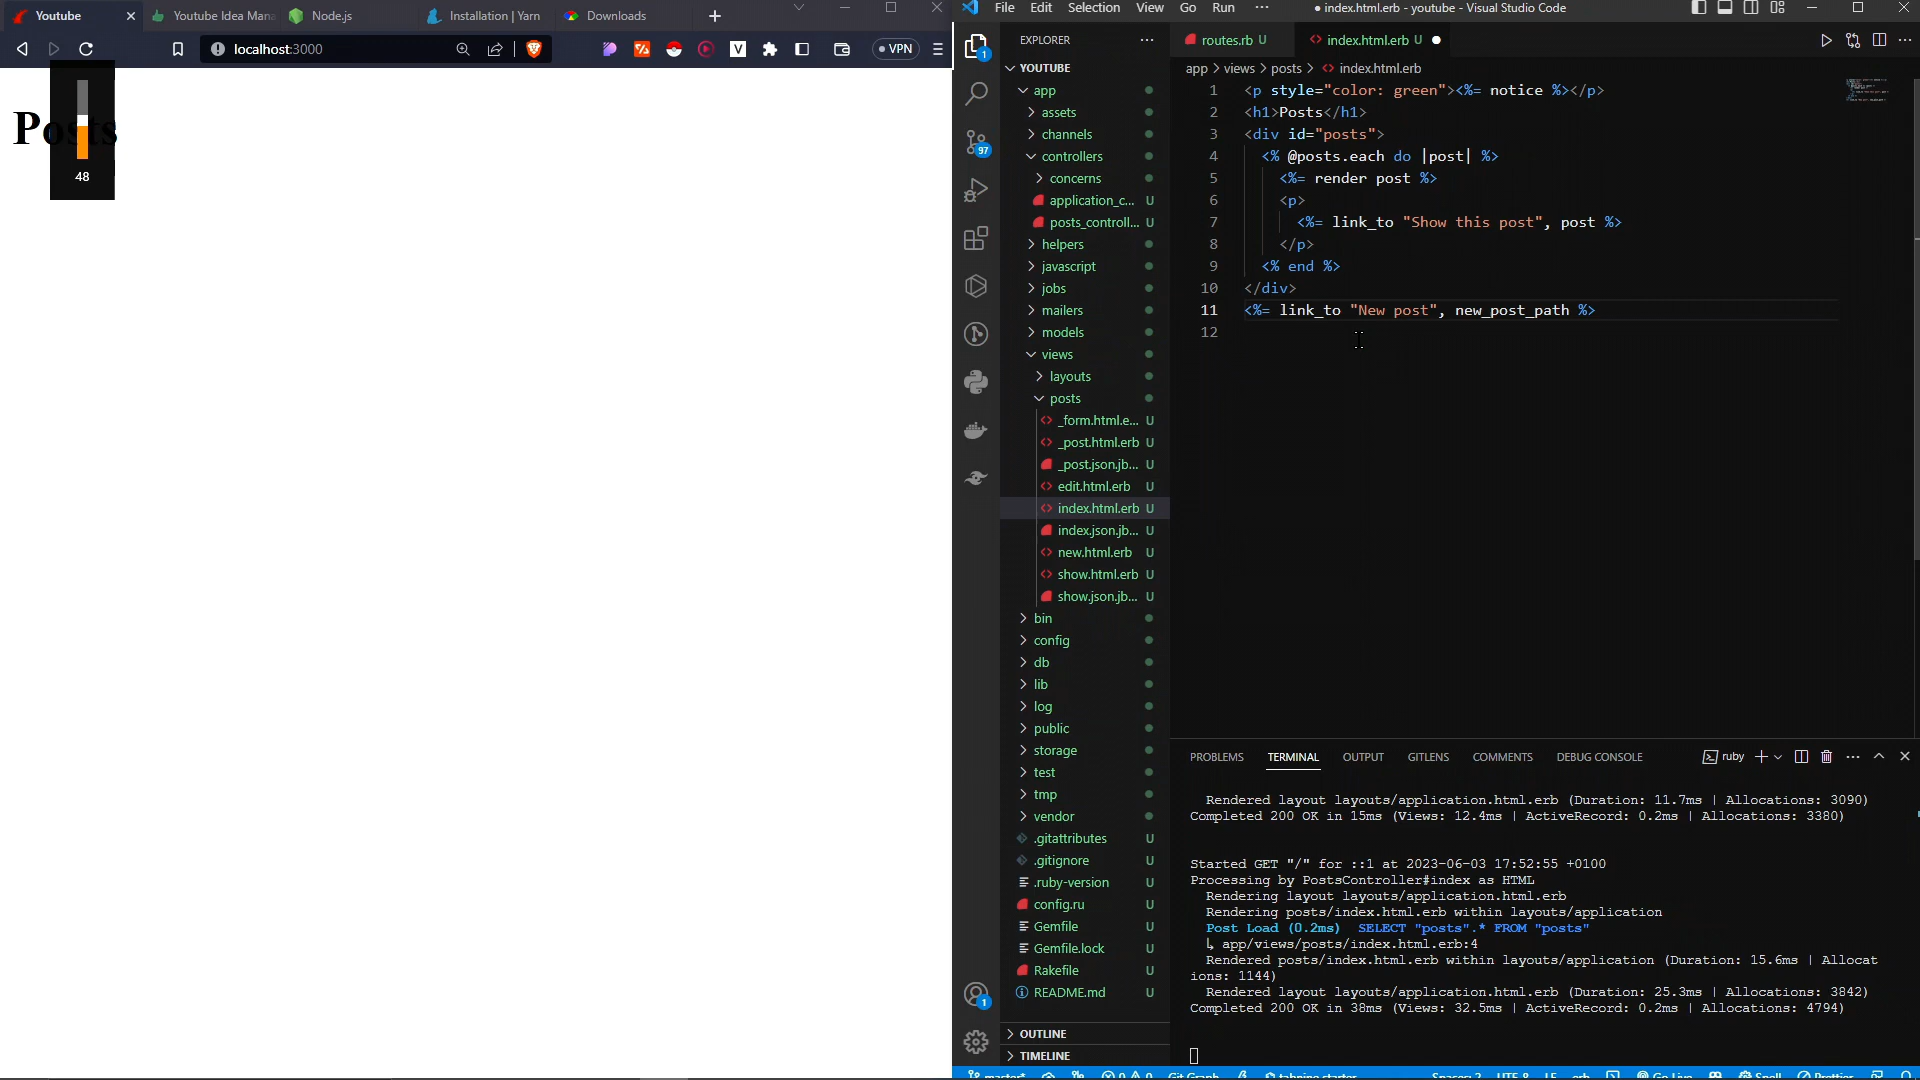 Youtube
Youtube Idea Mana
Node.js
Installation | Yarn
Downloads
localhost:3000
VPN
Posts
48
File Edit Selection View Go Run ···
● index.html.erb - youtube - Visual Studio Code
EXPLORER
YOUTUBE
app
assets
channels
controllers
concerns
application_c... U
posts_controll... U
helpers
javascript
jobs
mailers
models
views
layouts
posts
_form.html.e... U
_post.html.erb U
_post.json.jb... U
edit.html.erb U
index.html.erb U
index.json.jb... U
new.html.erb U
show.html.erb U
show.json.jb... U
bin
config
db
lib
log
public
storage
test
tmp
vendor
.gitattributes U
.gitignore U
.ruby-version U
config.ru U
Gemfile U
Gemfile.lock U
Rakefile U
README.md U
OUTLINE
TIMELINE
1
97
1
routes.rb U
index.html.erb U
app > views > posts > index.html.erb
1 <p style="color: green"><%= notice %></p>
2 <h1>Posts</h1>
3 <div id="posts">
4 <% @posts.each do |post| %>
5 <%= render post %>
6 <p>
7 <%= link_to "Show this post", post %>
8 </p>
9 <% end %>
10 </div>
11 <%= link_to "New post", new_post_path %>
12
PROBLEMS TERMINAL OUTPUT GITLENS COMMENTS DEBUG CONSOLE
ruby
Rendered layout layouts/application.html.erb (Duration: 11.7ms | Allocations: 3090)
Completed 200 OK in 15ms (Views: 12.4ms | ActiveRecord: 0.2ms | Allocations: 3380)
Started GET "/" for ::1 at 2023-06-03 17:52:55 +0100
Processing by PostsController#index as HTML
Rendering layout layouts/application.html.erb
Rendering posts/index.html.erb within layouts/application
Post Load (0.2ms) SELECT "posts".* FROM "posts"
↳ app/views/posts/index.html.erb:4
Rendered posts/index.html.erb within layouts/application (Duration: 15.6ms | Allocat
ions: 1144)
Rendered layout layouts/application.html.erb (Duration: 25.3ms | Allocations: 3842)
Completed 200 OK in 38ms (Views: 32.5ms | ActiveRecord: 0.2ms | Allocations: 4794)